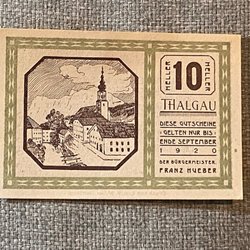 HELLER 10 HELLER
THALGAU
DIESE GUTSCHEINE
GELTEN NUR BIS
ENDE SEPTEMBER
1920
DER BÜRGERMEISTER
FRANZ HUEBER